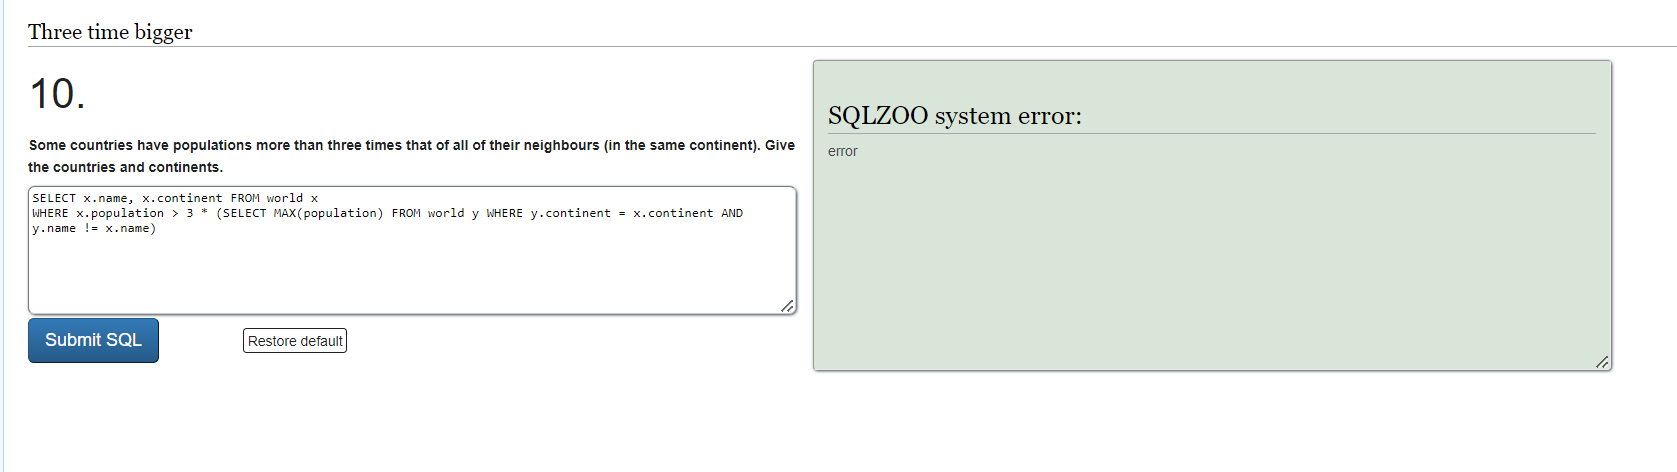 Three time bigger
10.
Some countries have populations more than three times that of all of their neighbours (in the same continent). Give
the countries and continents.
SELECT x.name, x.continent FROM world x
WHERE x.population > 3 * (SELECT MAX(population) FROM world y WHERE y.continent = x.continent AND
y.name != x.name)
Submit SQL
Restore default
SQLZOO system error:
error